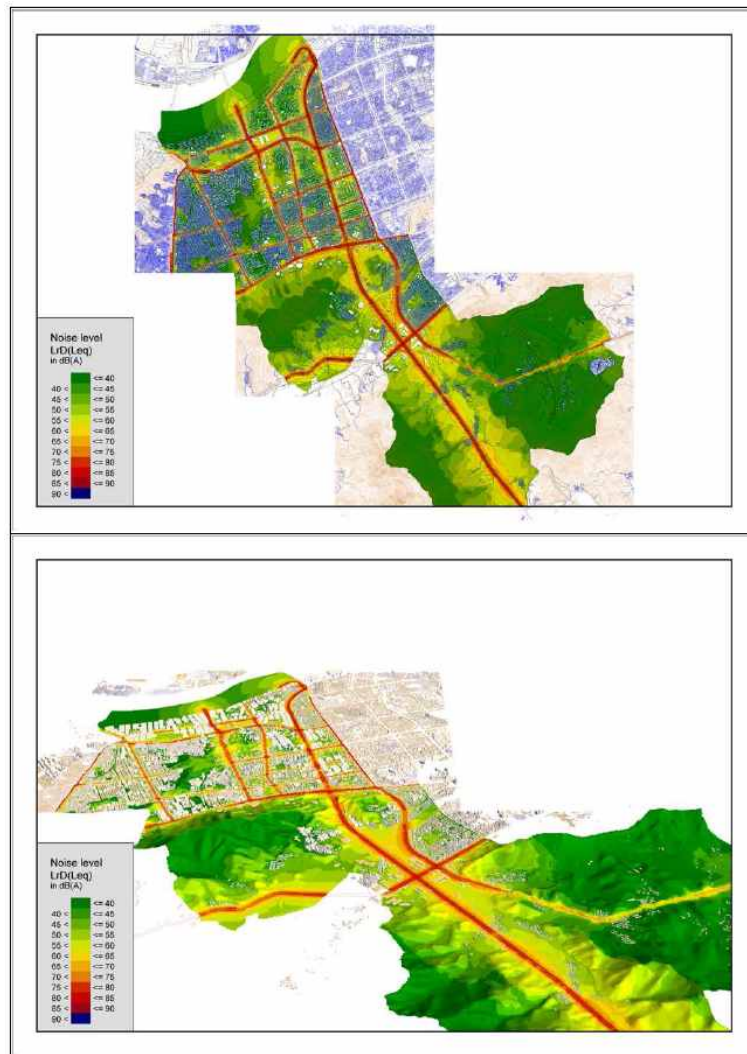 Noise level
LrD(Leq)
in dB(A)
<= 40
40 < <= 45
45 < <= 50
50 < <= 55
55 < <= 60
60 < <= 65
65 < <= 70
70 < <= 75
75 < <= 80
80 < <= 85
85 < <= 90
90 <
Noise level
LrD(Leq)
in dB(A)
<= 40
40 < <= 45
45 < <= 50
50 < <= 55
55 < <= 60
60 < <= 65
65 < <= 70
70 < <= 75
75 < <= 80
80 < <= 85
85 < <= 90
90 <